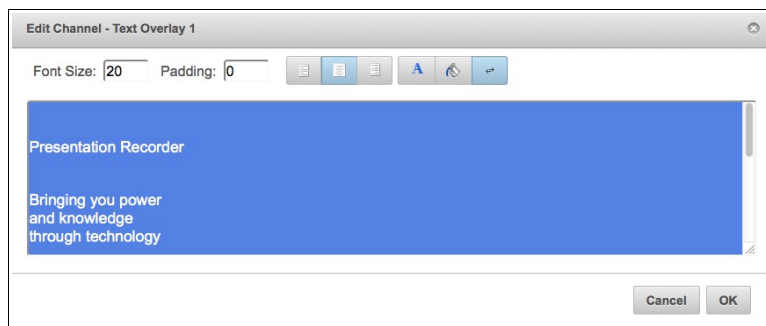 Edit Channel - Text Overlay 1
Font Size: 20 Padding: 0 A
Presentation Recorder
Bringing you power
and knowledge
through technology
Cancel OK